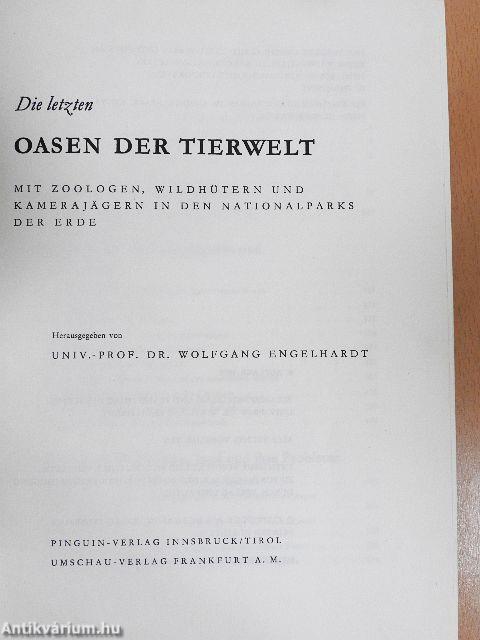 Die letzten
OASEN DER TIERWELT
MIT ZOOLOGEN, WILDHÜTERN UND
KAMERAJÄGERN IN DEN NATIONALPARKS
DER ERDE
Herausgegeben von
UNIV.-PROF. DR. WOLFGANG ENGELHARDT
PINGUIN-VERLAG INNSBRUCK/TIROL
UMSCHAU-VERLAG FRANKFURT A. M.
Antikvárium.hu